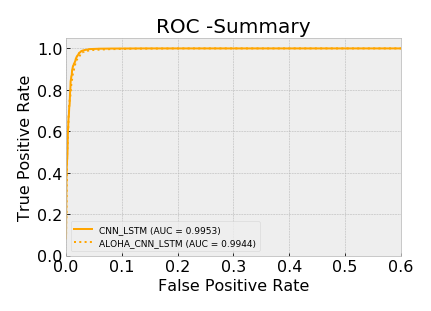 ROC -Summary
True Positive Rate
1.0
0.8
0.6
0.4
0.2
0.0
CNN_LSTM (AUC = 0.9953)
ALOHA_CNN_LSTM (AUC = 0.9944)
0.0 0.1 0.2 0.3 0.4 0.5 0.6
False Positive Rate